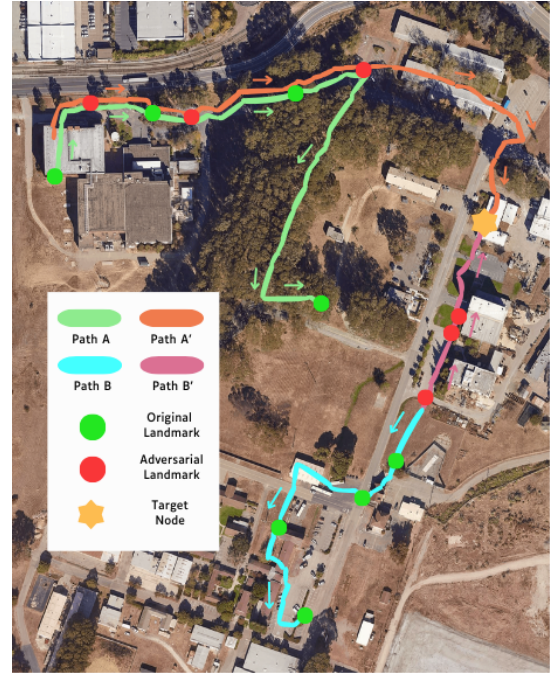 Path A
Path A'
Path B
Path B'
Original
Landmark
Adversarial
Landmark
Target
Node